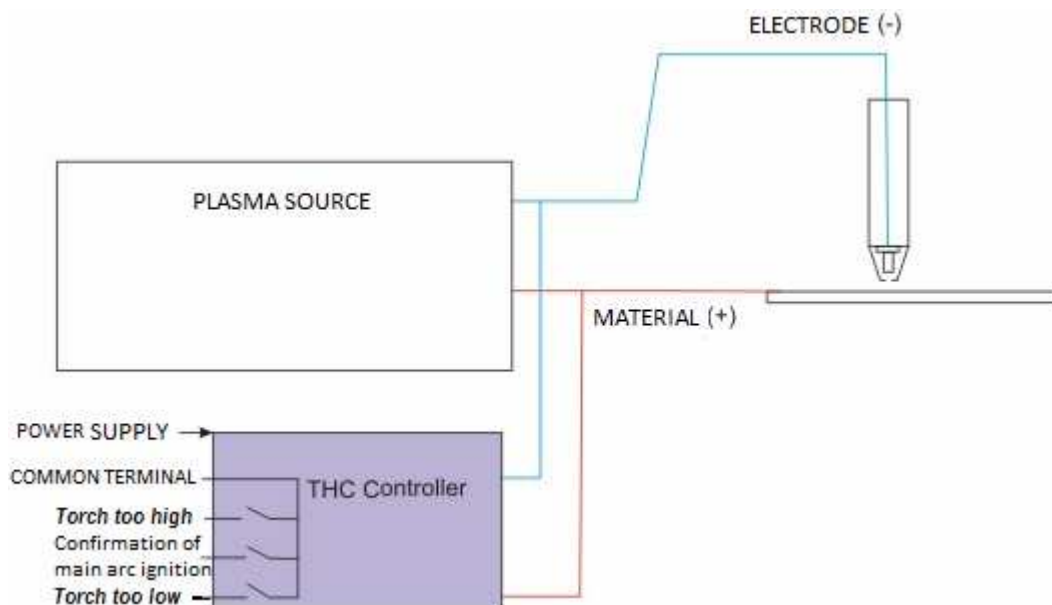 ELECTRODE (-)
PLASMA SOURCE
MATERIAL (+)
POWER SUPPLY
COMMON TERMINAL
THC Controller
Torch too high
Confirmation of
main arc ignition
Torch too low